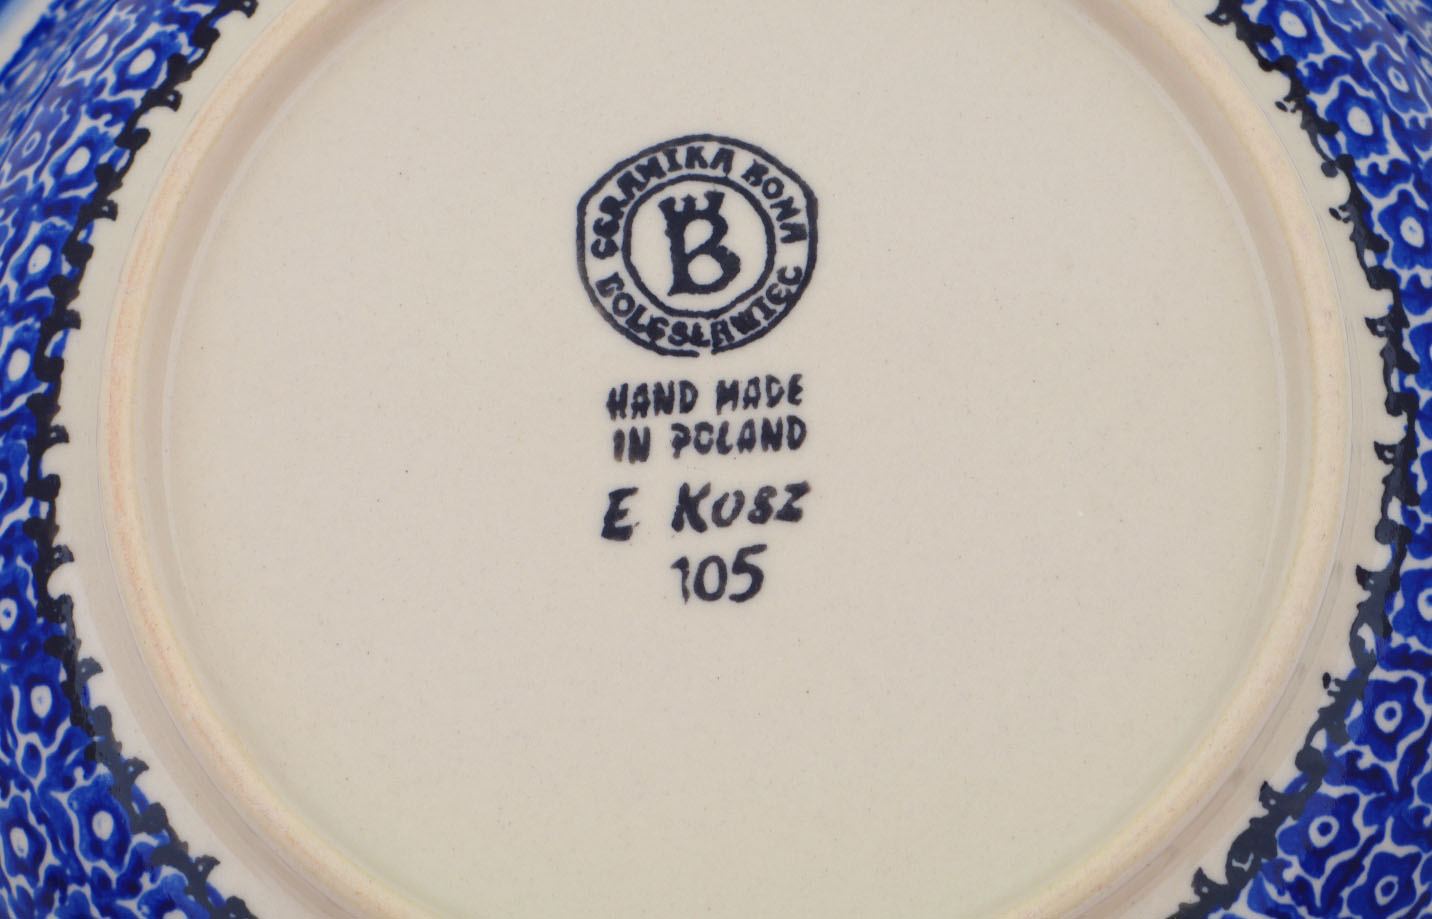 CERAMIKA BONA
BOLESŁAWIEC
B
HAND MADE
IN POLAND
E KOSZ
105